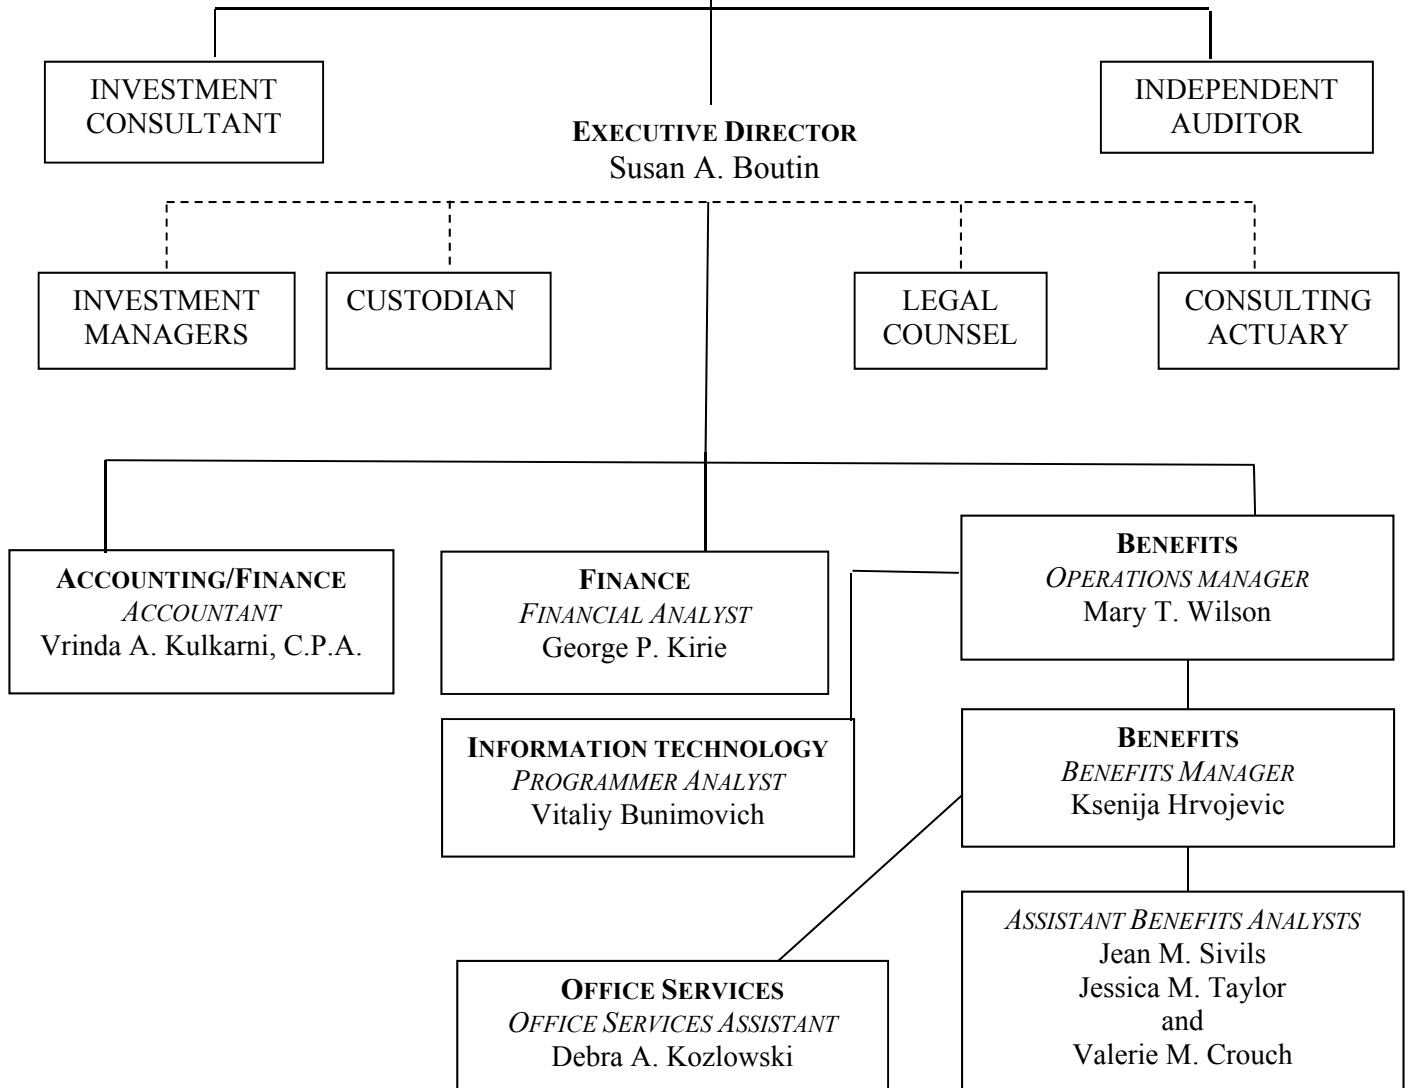 INVESTMENT
CONSULTANT
INDEPENDENT
AUDITOR
EXECUTIVE DIRECTOR
Susan A. Boutin
INVESTMENT
MANAGERS
CUSTODIAN
LEGAL
COUNSEL
CONSULTING
ACTUARY
ACCOUNTING/FINANCE
ACCOUNTANT
Vrinda A. Kulkarni, C.P.A.
FINANCE
FINANCIAL ANALYST
George P. Kirie
BENEFITS
OPERATIONS MANAGER
Mary T. Wilson
INFORMATION TECHNOLOGY
PROGRAMMER ANALYST
Vitaliy Bunimovich
BENEFITS
BENEFITS MANAGER
Ksenija Hrvojevic
OFFICE SERVICES
OFFICE SERVICES ASSISTANT
Debra A. Kozlowski
ASSISTANT BENEFITS ANALYSTS
Jean M. Sivils
Jessica M. Taylor
and
Valerie M. Crouch